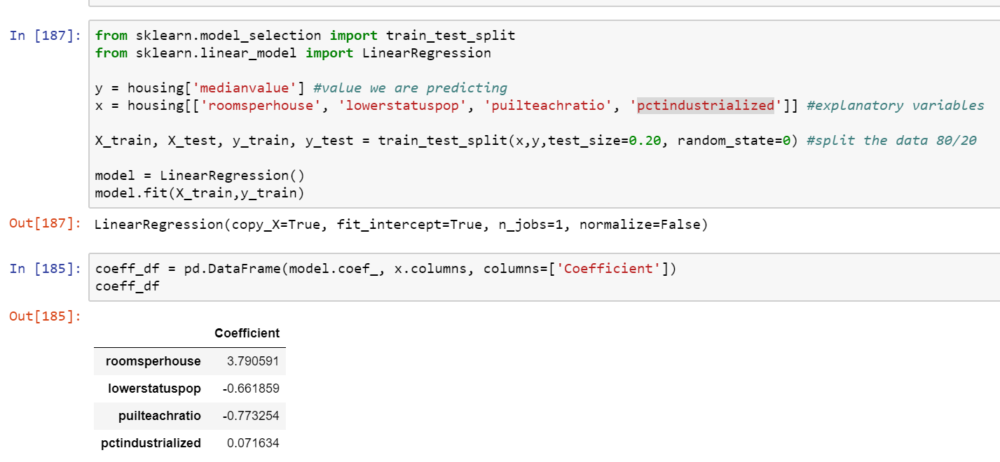 In [187]: from sklearn.model_selection import train_test_split
from sklearn.linear_model import LinearRegression
y = housing['medianvalue'] #value we are predicting
x = housing[['roomsperhouse', 'lowerstatuspop', 'puilteachratio', 'pctindustrialized']] #explanatory variables
X_train, X_test, y_train, y_test = train_test_split(x,y,test_size=0.20, random_state=0) #split the data 80/20
model = LinearRegression()
model.fit(X_train,y_train)
Out[187]: LinearRegression(copy_X=True, fit_intercept=True, n_jobs=1, normalize=False)
In [185]: coeff_df = pd.DataFrame(model.coef_, x.columns, columns=['Coefficient'])
coeff_df
Out[185]:
Coefficient
roomsperhouse 3.790591
lowerstatuspop -0.661859
puilteachratio -0.773254
pctindustrialized 0.071634